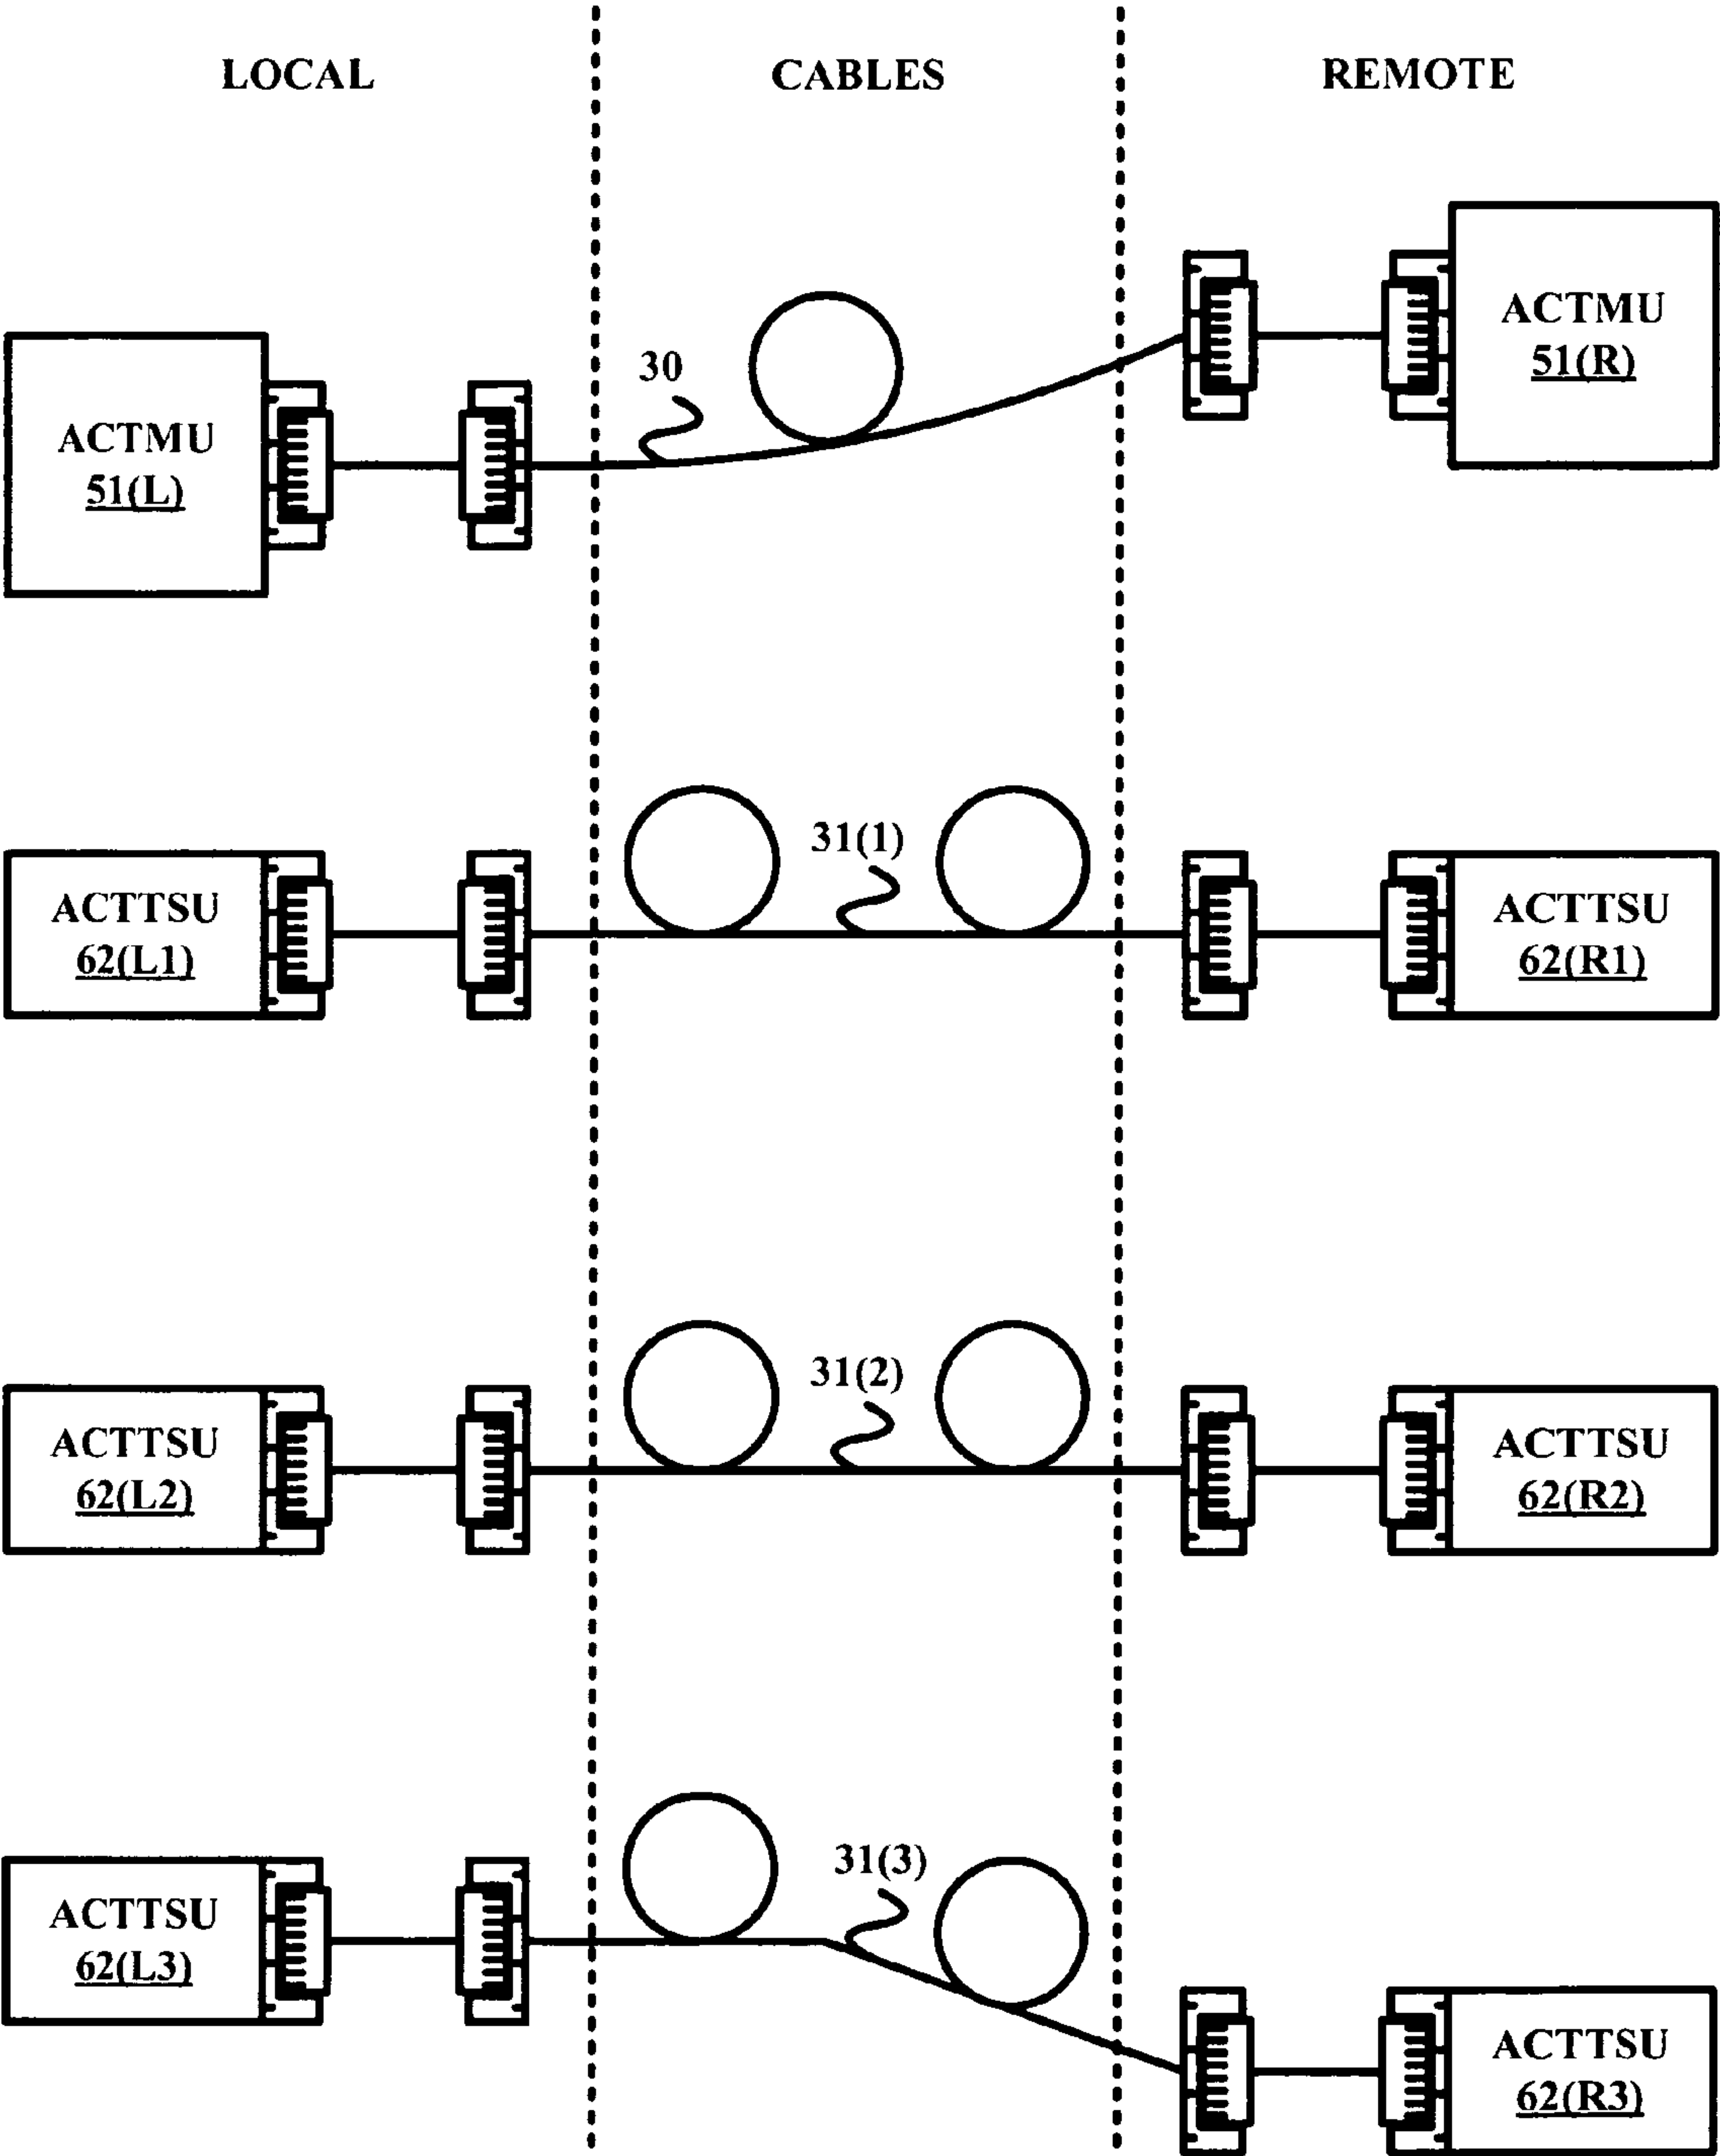 LOCAL
CABLES
REMOTE
30
ACTMU
51(R)
ACTMU
51(L)
31(1)
ACTTSU
62(L1)
ACTTSU
62(R1)
31(2)
ACTTSU
62(L2)
ACTTSU
62(R2)
31(3)
ACTTSU
62(L3)
ACTTSU
62(R3)